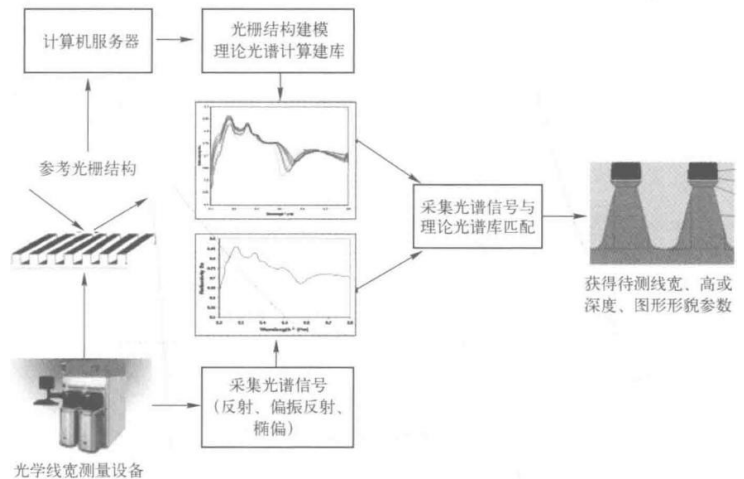 计算机服务器
光栅结构建模
理论光谱计算建库
参考光栅结构
采集光谱信号与
理论光谱库匹配
获得待测线宽、高或
深度、图形形貌参数
采集光谱信号
(反射、偏振反射、
椭偏)
光学线宽测量设备